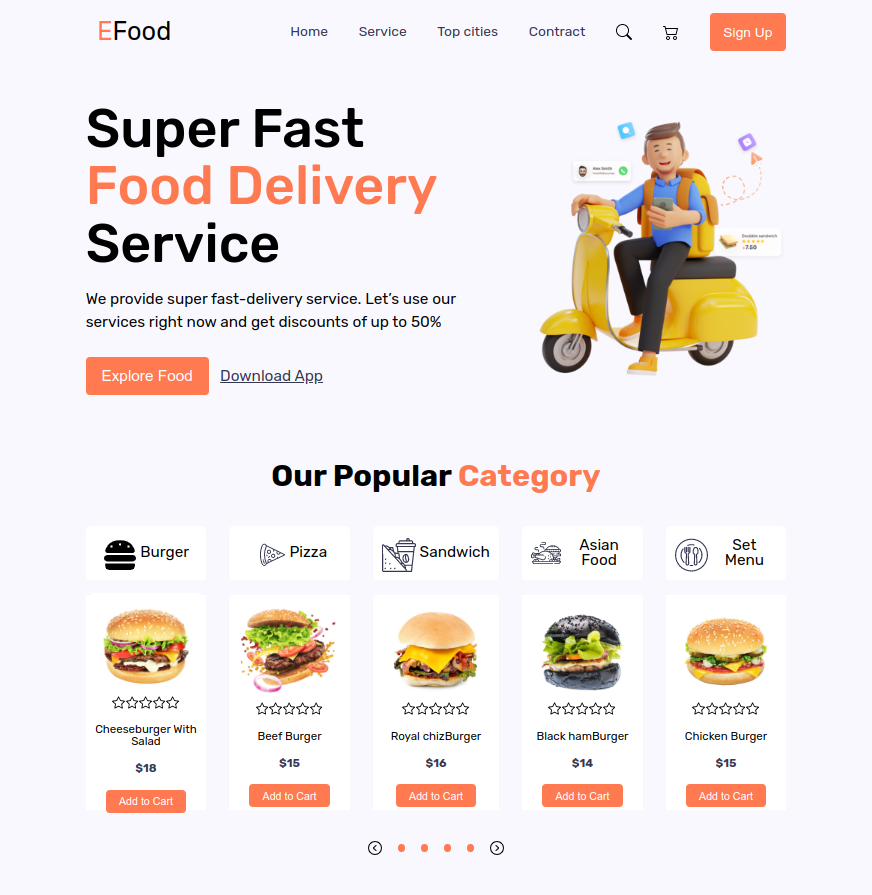 EFood
Home
Service
Top cities
Contract
Sign Up
Super Fast
Food Delivery
Service
We provide super fast-delivery service. Let’s use our
services right now and get discounts of up to 50%
Explore Food
Download App
Alex Smith
Double sandwich
7.50
Our Popular Category
Burger
Pizza
Sandwich
Asian
Food
Set
Menu
Cheeseburger With
Salad
$18
Add to Cart
Beef Burger
$15
Add to Cart
Royal chizBurger
$16
Add to Cart
Black hamBurger
$14
Add to Cart
Chicken Burger
$15
Add to Cart